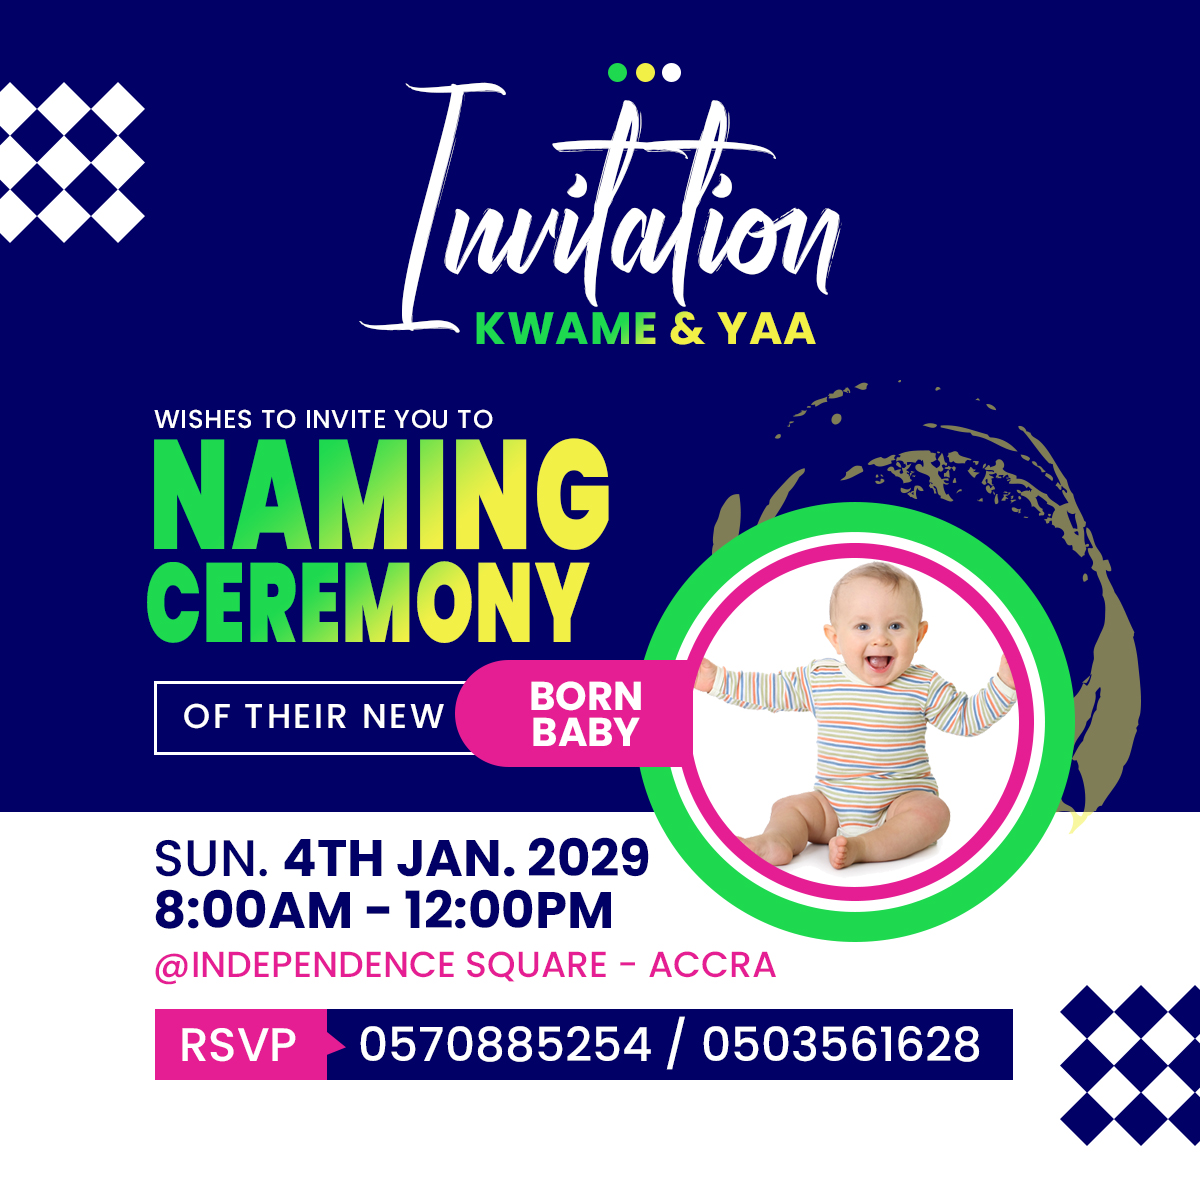 Invitation
KWAME & YAA
WISHES TO INVITE YOU TO
NAMING
CEREMONY
OF THEIR NEW
BORN
BABY
SUN. 4TH JAN. 2029
8:00AM - 12:00PM
@INDEPENDENCE SQUARE - ACCRA
RSVP 0570885254 / 0503561628